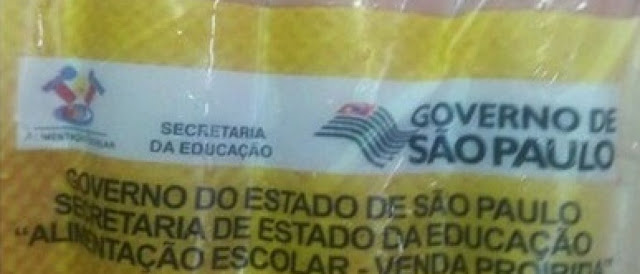 SECRETARIA
DA EDUCAÇÃO
GOVERNO DE
SÃO PAULO
GOVERNO DO ESTADO DE SÃO PAULO
SECRETARIA DE ESTADO DA EDUCAÇÃO
"ALIMENTAÇÃO ESCOLAR - VENDA PROIBIDA"